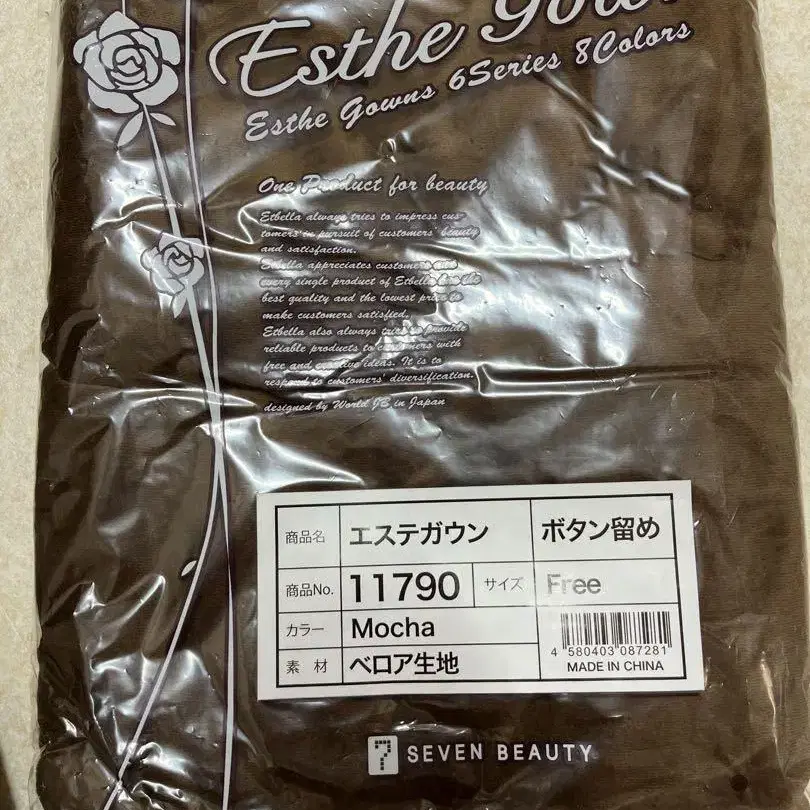 Esthe Gown
Esthe Gowns 6Series 8Colors
One Product for beauty
Etbella always tries to impress cus-
tomers in pursuit of customers' beauty
and satisfaction.
Etbella appreciates customers and
every single product of Etbella has the
best quality and the lowest price to
make customers satisfied.
Etbella also always tries to provide
reliable products to customers with
free and creative ideas. It is to
respond to customers' diversification.
designed by World JB in Japan
商品名 エステガウン ボタン留め
商品No. 11790 サイズ Free
カラー Mocha
素材 ベロア生地
4 580403 087281
MADE IN CHINA
7 SEVEN BEAUTY